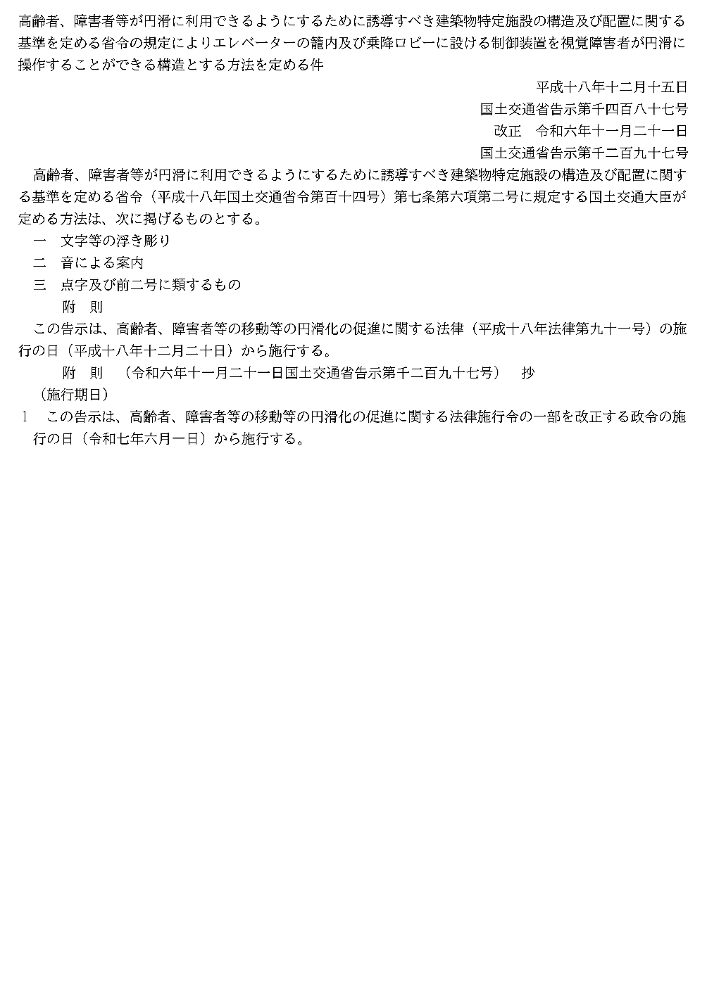 高齢者、障害者等が円滑に利用できるようにするために誘導すべき建築物特定施設の構造及び配置に関する
基準を定める省令の規定によりエレベーターの籠内及び乗降ロビーに設ける制御装置を視覚障害者が円滑に
操作することができる構造とする方法を定める件
平成十八年十二月十五日
国土交通省告示第千四百八十七号
改正　令和六年十一月二十一日
国土交通省告示第千二百九十七号
高齢者、障害者等が円滑に利用できるようにするために誘導すべき建築物特定施設の構造及び配置に関す
る基準を定める省令（平成十八年国土交通省令第百十四号）第七条第六項第二号に規定する国土交通大臣が
定める方法は、次に掲げるものとする。
一　文字等の浮き彫り
二　音による案内
三　点字及び前二号に類するもの
附　則
この告示は、高齢者、障害者等の移動等の円滑化の促進に関する法律（平成十八年法律第九十一号）の施
行の日（平成十八年十二月二十日）から施行する。
附　則　（令和六年十一月二十一日国土交通省告示第千二百九十七号）　抄
（施行期日）
1　この告示は、高齢者、障害者等の移動等の円滑化の促進に関する法律施行令の一部を改正する政令の施
行の日（令和七年六月一日）から施行する。